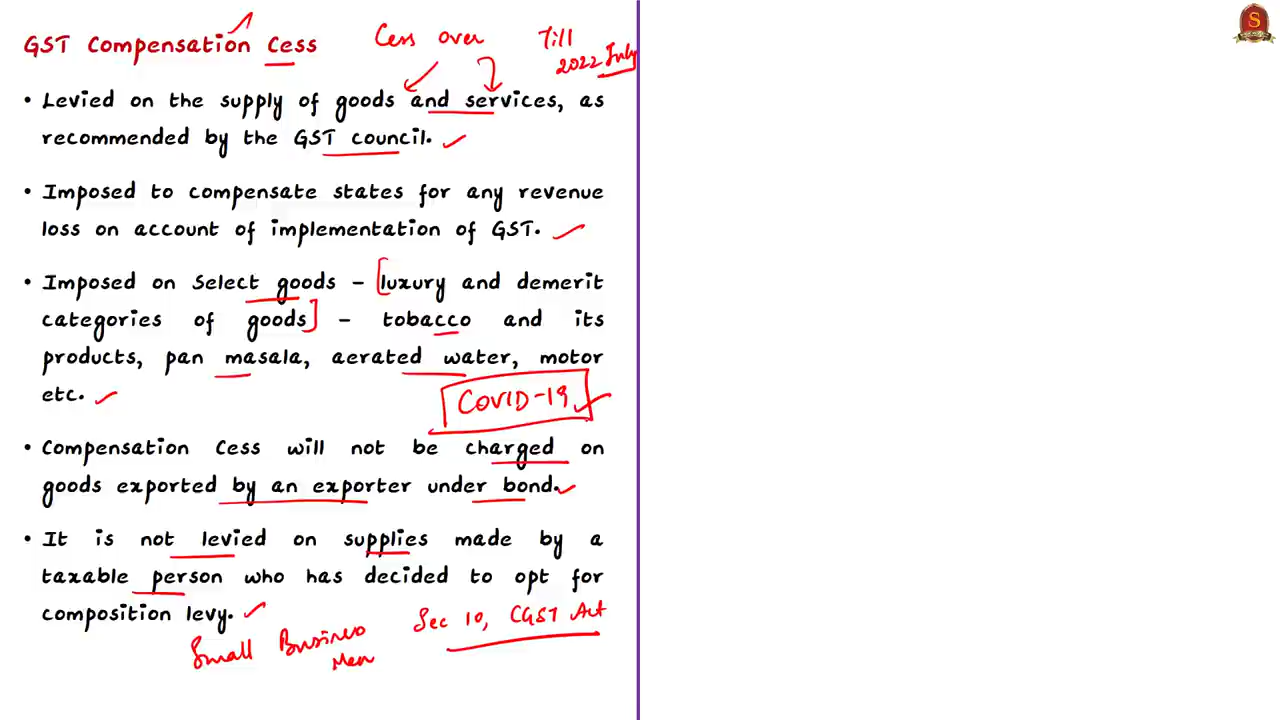 GST Compensation Cess
Cess over
Till
2022 July
• Levied on the supply of goods and services, as
recommended by the GST council.
• Imposed to compensate states for any revenue
loss on account of implementation of GST.
• Imposed on Select goods - [luxury and demerit
categories of goods] - tobacco and its
products, pan masala, aerated water, motor
etc.
COVID-19
• Compensation Cess will not be charged on
goods exported by an exporter under bond.
• It is not levied on supplies made by a
taxable person who has decided to opt for
composition levy.
Sec 10, CGST Act
Small Business
Men
S